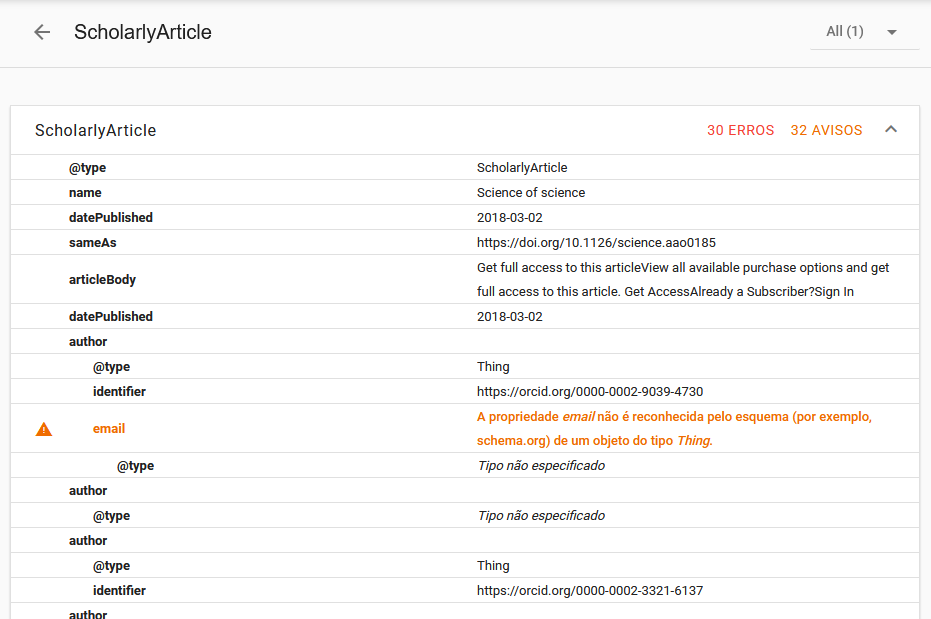 ScholarlyArticle
All (1)
ScholarlyArticle
30 ERROS 32 AVISOS
@type ScholarlyArticle
name Science of science
datePublished 2018-03-02
sameAs https://doi.org/10.1126/science.aao0185
articleBody
Get full access to this articleView all available purchase options and get
full access to this article. Get AccessAlready a Subscriber?Sign In
datePublished 2018-03-02
author
@type Thing
identifier https://orcid.org/0000-0002-9039-4730
email
A propriedade email não é reconhecida pelo esquema (por exemplo,
schema.org) de um objeto do tipo Thing.
@type Tipo não especificado
author
@type Tipo não especificado
author
@type Thing
identifier https://orcid.org/0000-0002-3321-6137
author